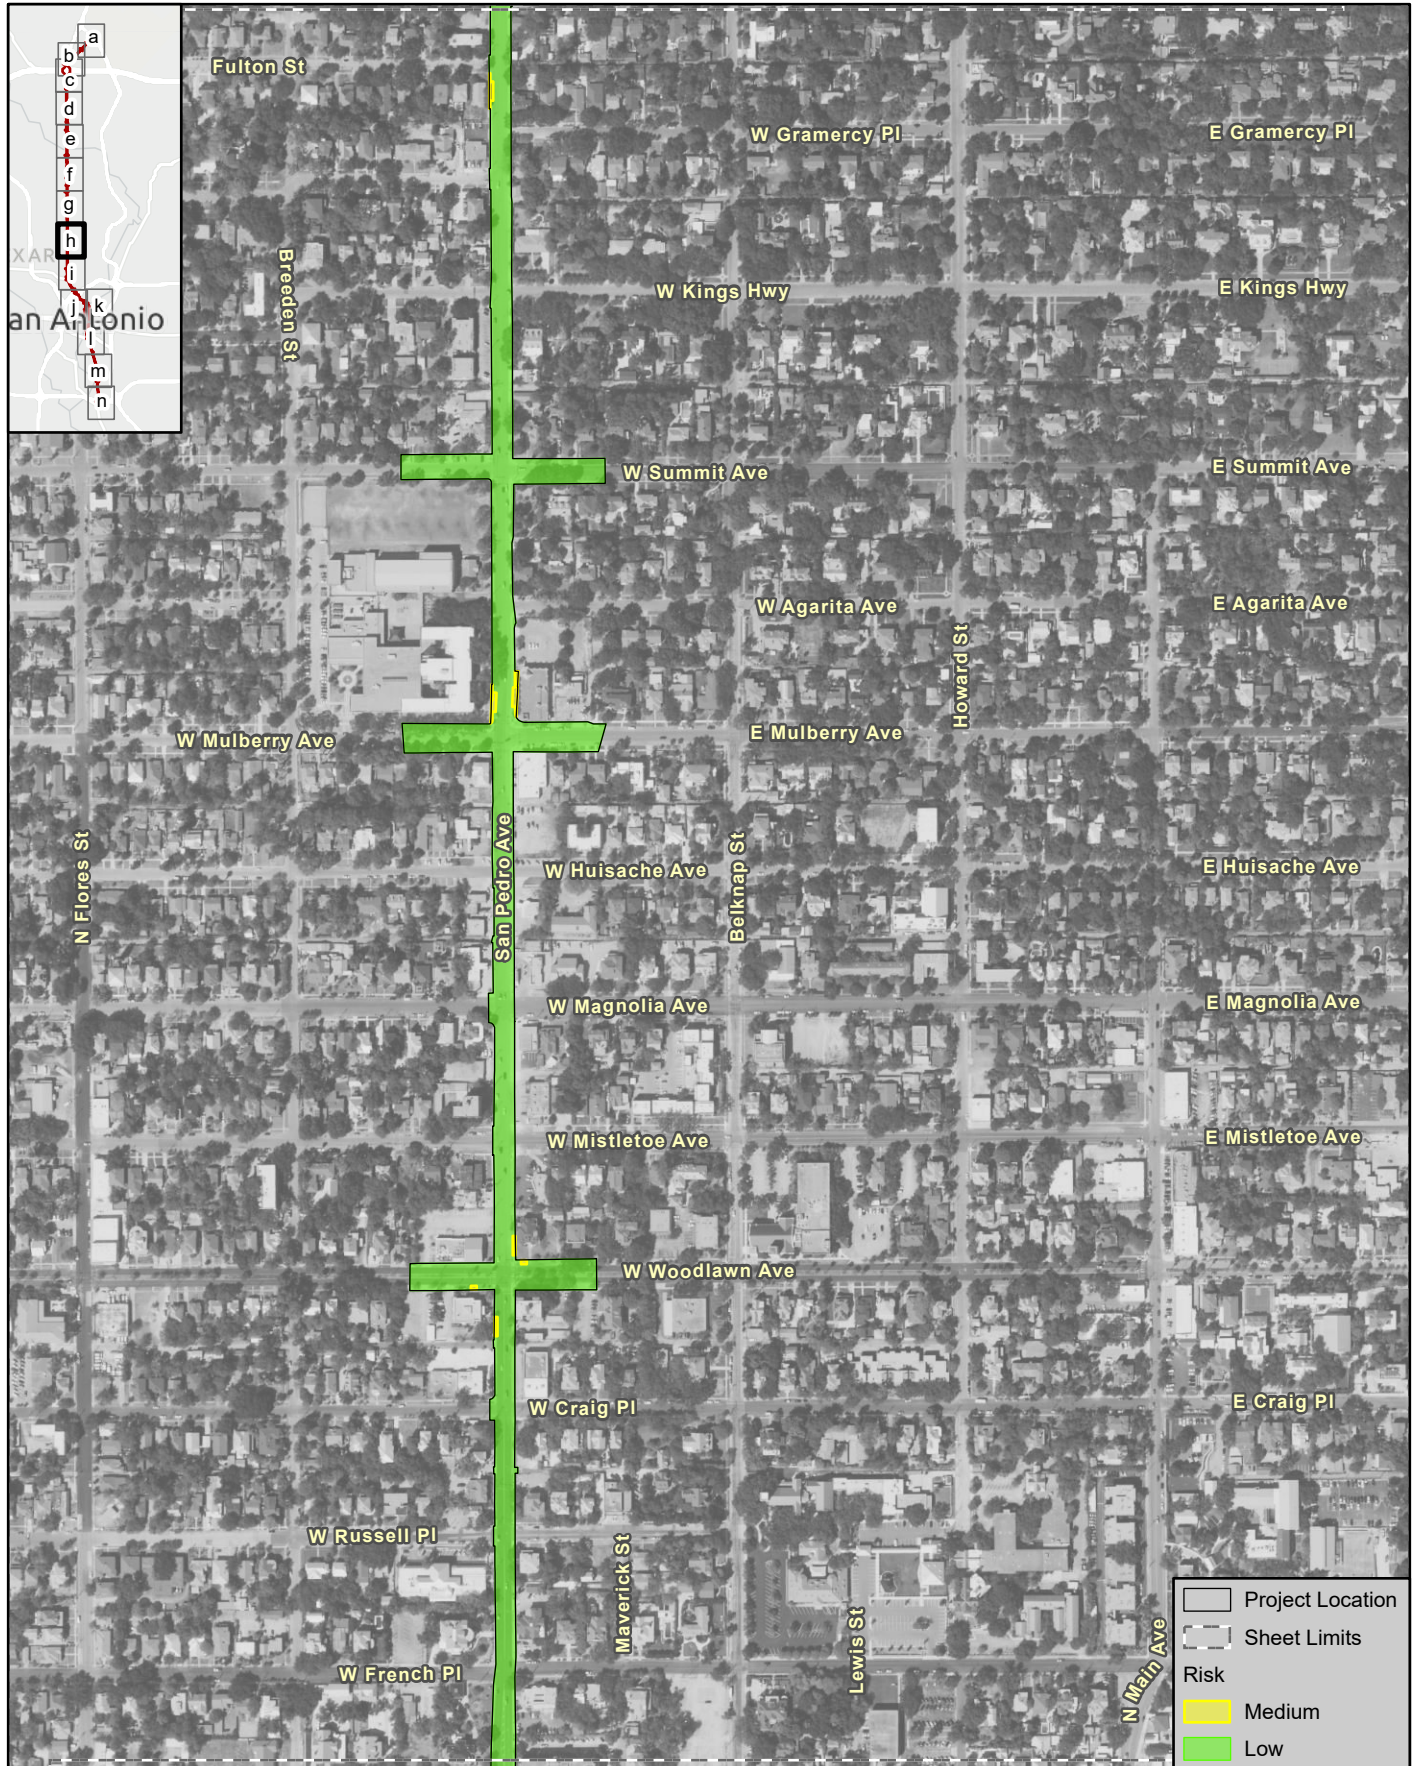 a
b
c
d
e
f
g
h
XAR
i
j
k
an Antonio
l
m
n
Fulton St
W Gramercy Pl
E Gramercy Pl
Breeden St
W Kings Hwy
E Kings Hwy
W Summit Ave
E Summit Ave
W Agarita Ave
E Agarita Ave
Howard St
W Mulberry Ave
E Mulberry Ave
N Flores St
San Pedro Ave
W Huisache Ave
Belknap St
E Huisache Ave
W Magnolia Ave
E Magnolia Ave
W Mistletoe Ave
E Mistletoe Ave
W Woodlawn Ave
W Craig Pl
E Craig Pl
W Russell Pl
Maverick St
Lewis St
N Main Ave
W French Pl
Project Location
Sheet Limits
Risk
Medium
Low